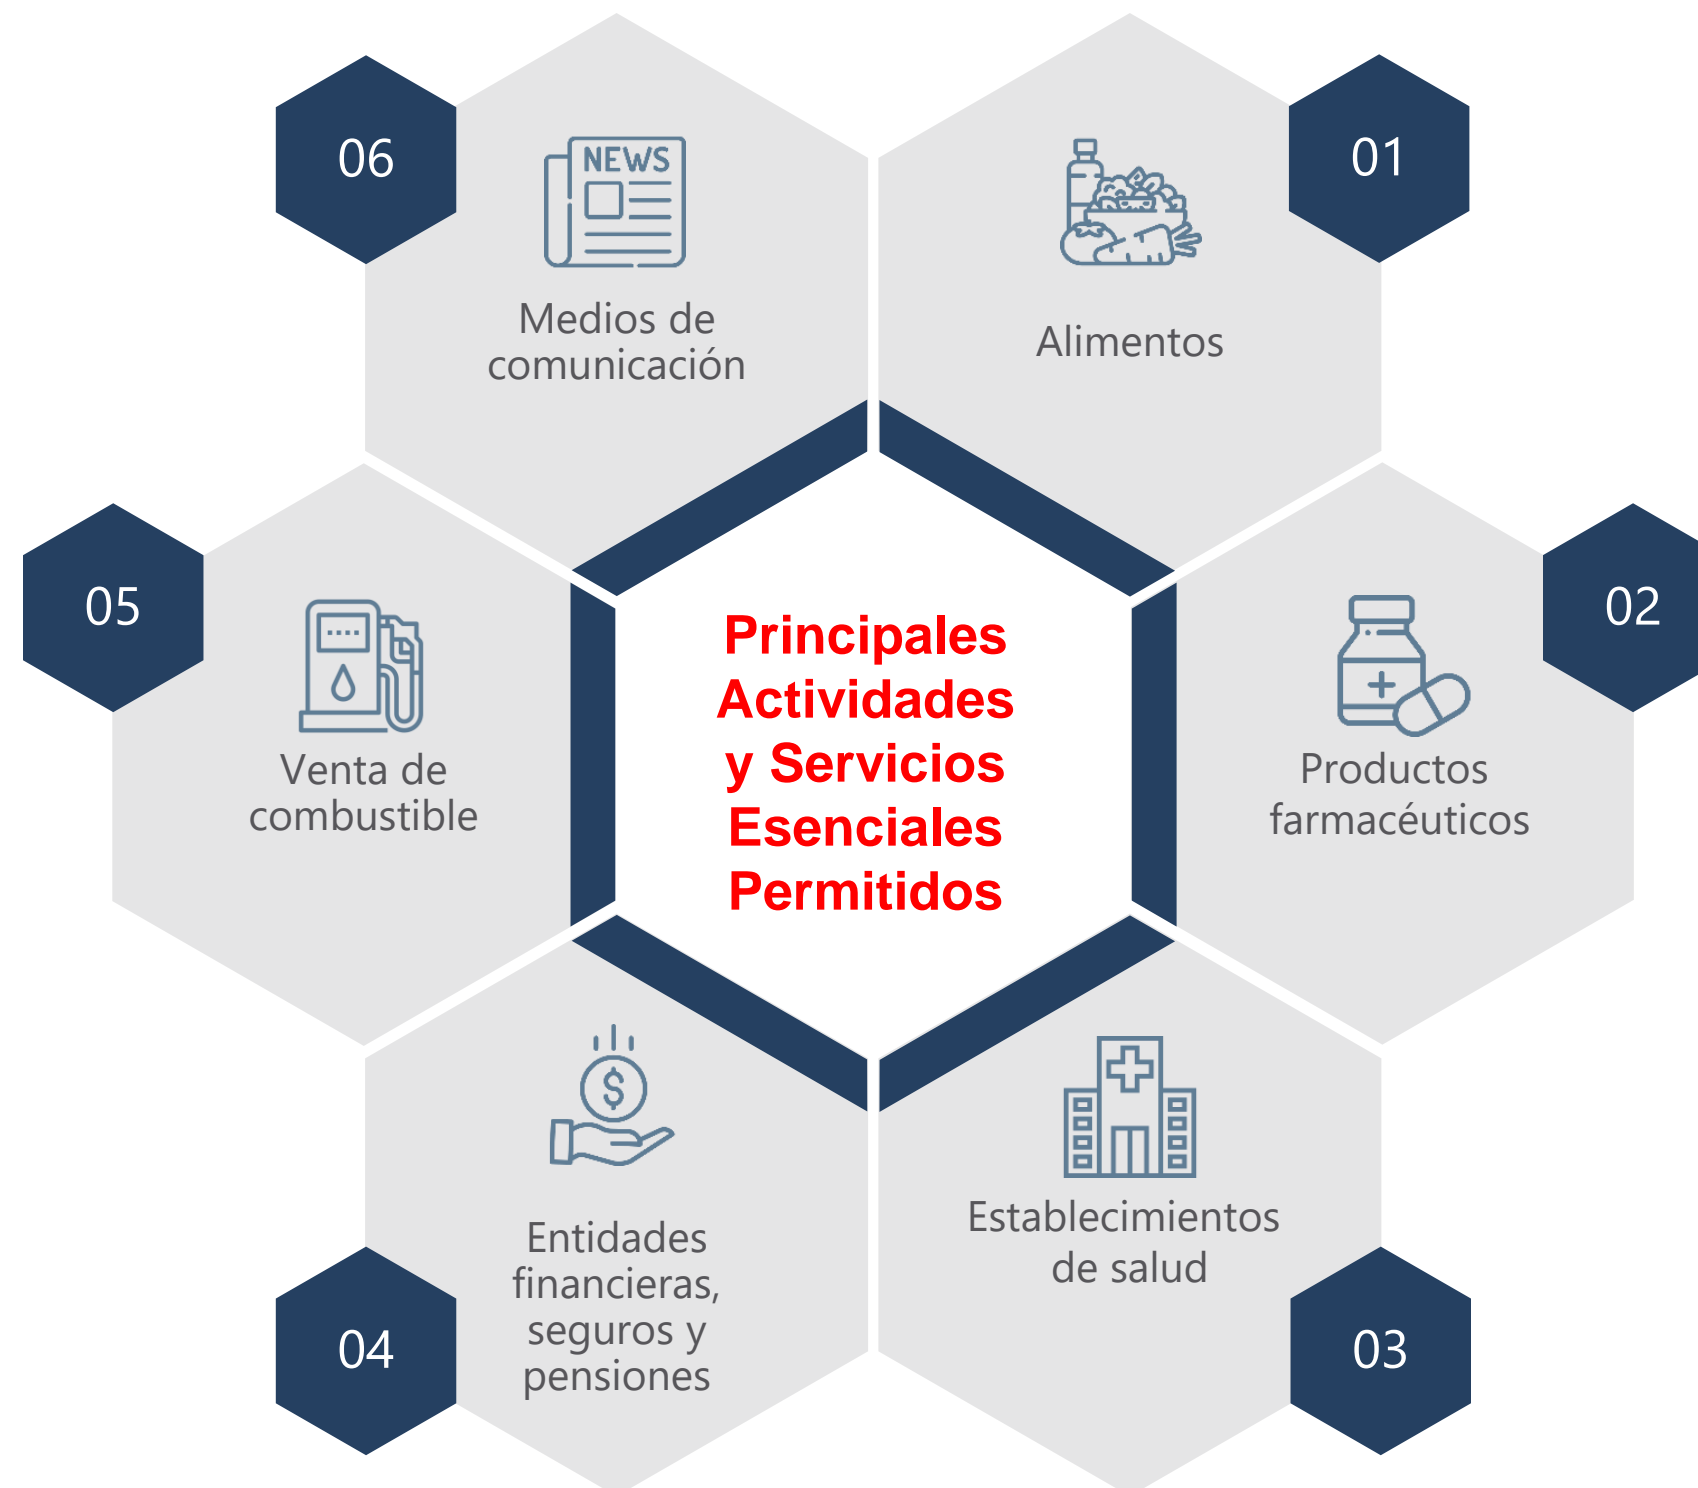 Principales
Actividades
y Servicios
Esenciales
Permitidos
01
Alimentos
02
Productos
farmacéuticos
03
Establecimientos
de salud
04
$
Entidades
financieras,
seguros y
pensiones
05
Venta de
combustible
06
NEWS
Medios de
comunicación